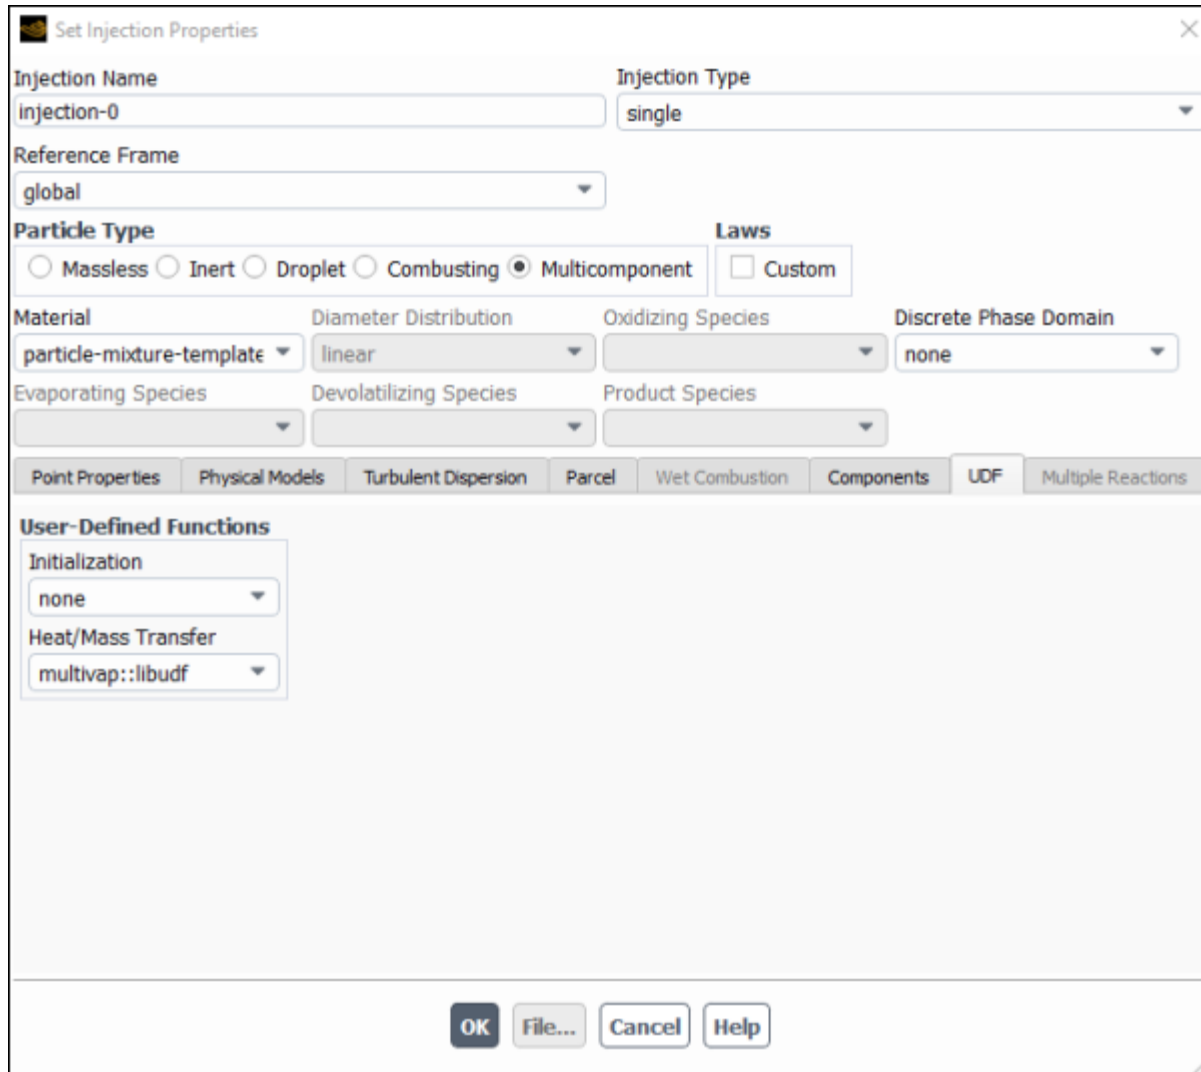 Set Injection Properties
Injection Name
Injection Type
injection-0
single
Reference Frame
global
Particle Type
Laws
Massless Inert Droplet Combusting Multicomponent
Custom
Material Diameter Distribution Oxidizing Species Discrete Phase Domain
particle-mixture-template linear none
Evaporating Species Devolatilizing Species Product Species
Point Properties Physical Models Turbulent Dispersion Parcel Wet Combustion Components UDF Multiple Reactions
User-Defined Functions
Initialization
none
Heat/Mass Transfer
multivap::libudf
OK File... Cancel Help